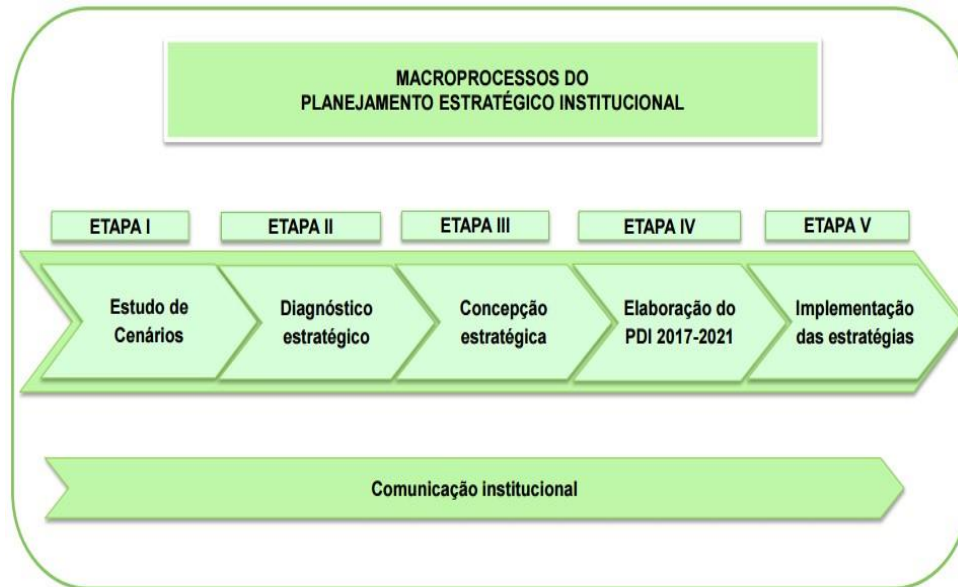 MACROPROCESSOS DO
PLANEJAMENTO ESTRATÉGICO INSTITUCIONAL
ETAPA I
ETAPA II
ETAPA III
ETAPA IV
ETAPA V
Estudo de
Cenários
Diagnóstico
estratégico
Concepção
estratégica
Elaboração do
PDI 2017-2021
Implementação
das estratégias
Comunicação institucional